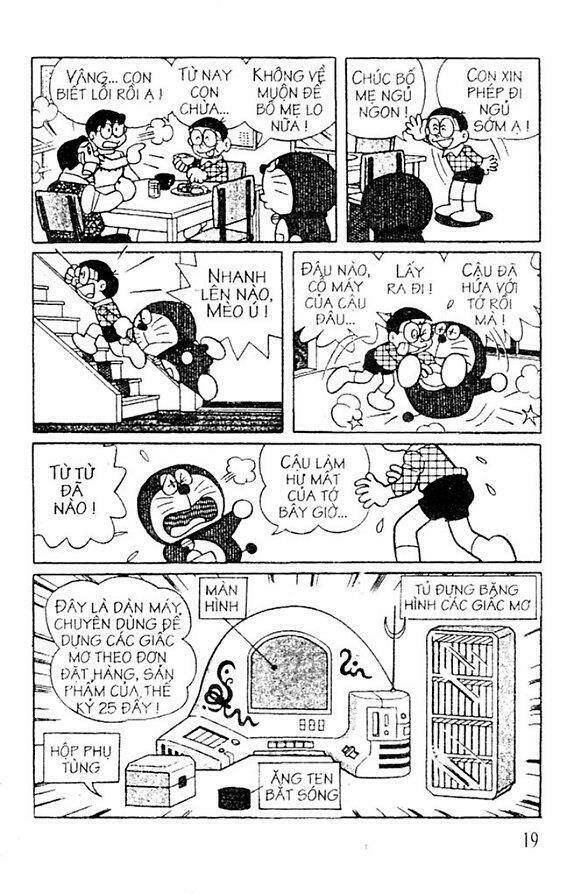 VÂNG... CON
BIẾT LỖI RỒI Ạ !
TỪ NAY
CON
CHỪA...
KHÔNG VỀ
MUỘN ĐỂ
BỐ MẸ LO
NỮA !
CHÚC BỐ
MẸ NGỦ
NGON !
CON XIN
PHÉP ĐI
NGỦ
SỚM Ạ !
NHANH
LÊN NÀO,
MÈO Ú !
ĐÂU NÀO,
CỖ MÁY
CỦA CẬU
ĐÂU...
LẤY
RA ĐI !
CẬU ĐÃ
HỨA VỚI
TỚ RỒI
MÀ !
TỪ TỪ
ĐÃ
NÀO !
CẬU LÀM
HƯ MÁT
CỦA TỚ
BÂY GIỜ...
ĐÂY LÀ DÀN MÁY
CHUYÊN DÙNG ĐỂ
DỰNG CÁC GIẤC
MƠ THEO ĐƠN
ĐẶT HÀNG, SẢN
PHẨM CỦA THẾ
KỶ 25 ĐẤY !
MÀN
HÌNH
TỦ ĐỰNG BĂNG
HÌNH CÁC GIẤC MƠ
HỘP PHỤ
TÙNG
ĂNG TEN
BẮT SÓNG
19